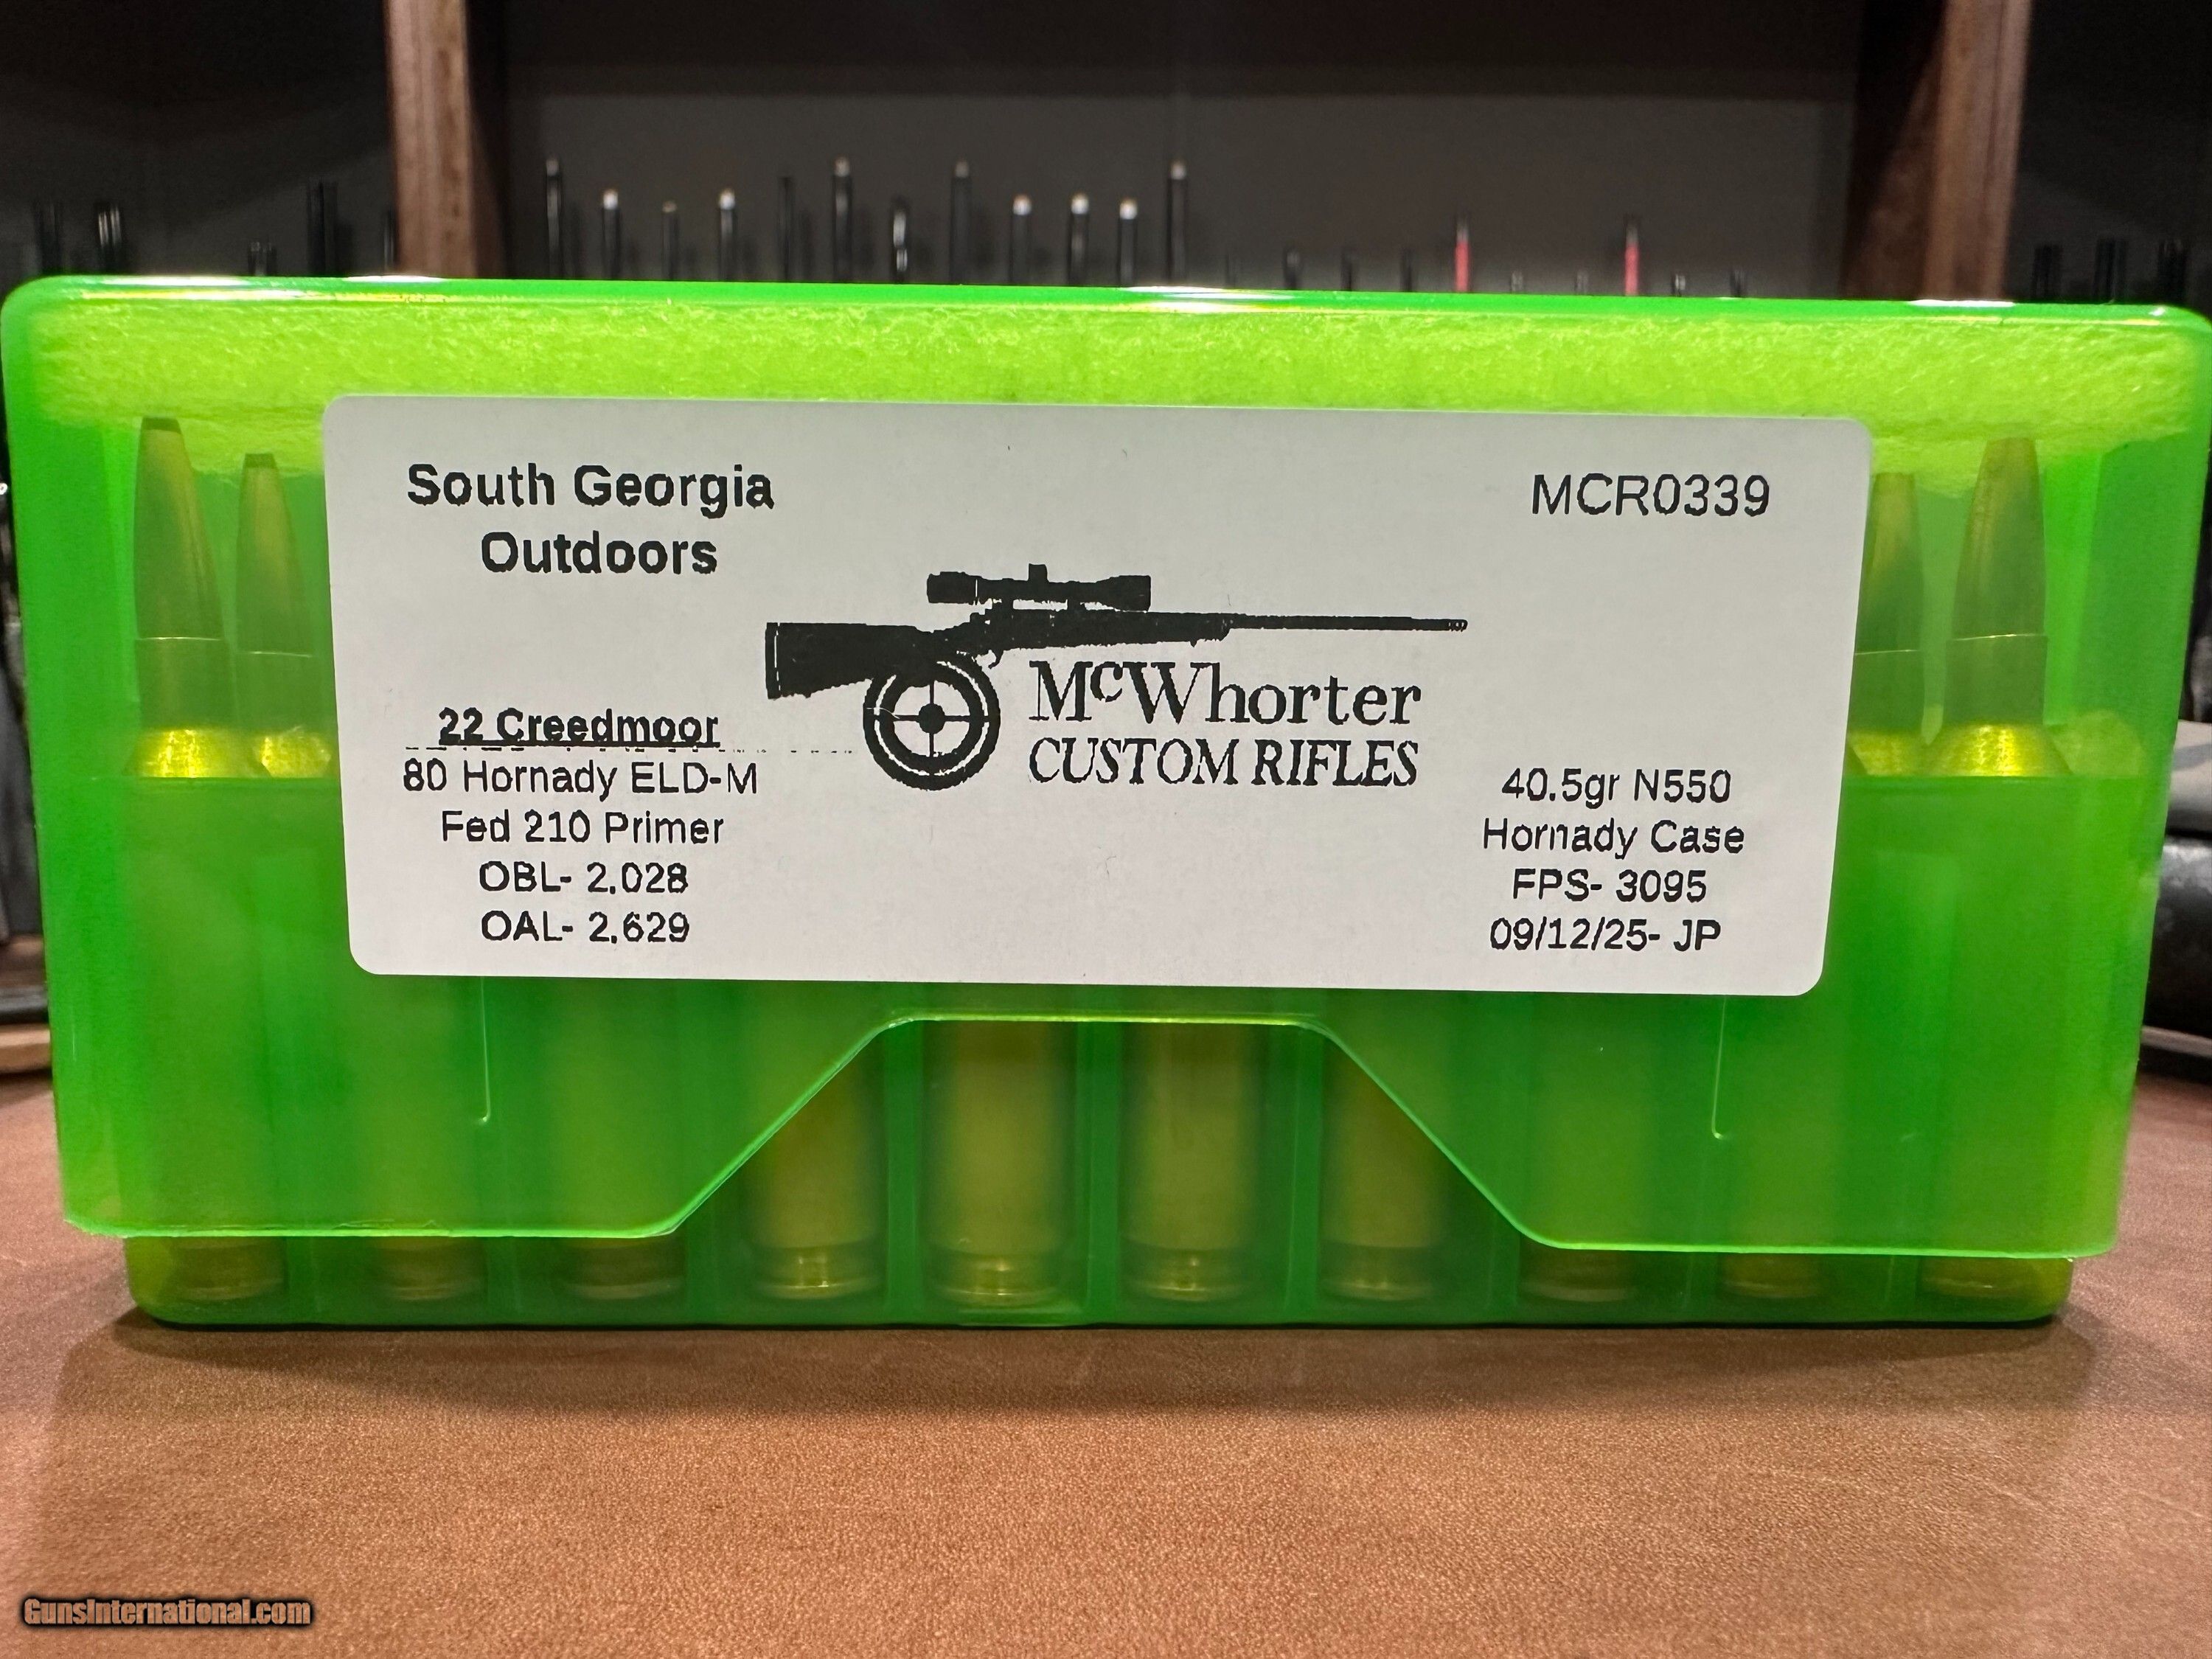 South Georgia
Outdoors
MCR0339
McWhorter
CUSTOM RIFLES
22 Creedmoor
80 Hornady ELD-M
Fed 210 Primer
OBL- 2.028
OAL- 2.629
40.5gr N550
Hornady Case
FPS- 3095
09/12/25- JP
GunsInternational.com